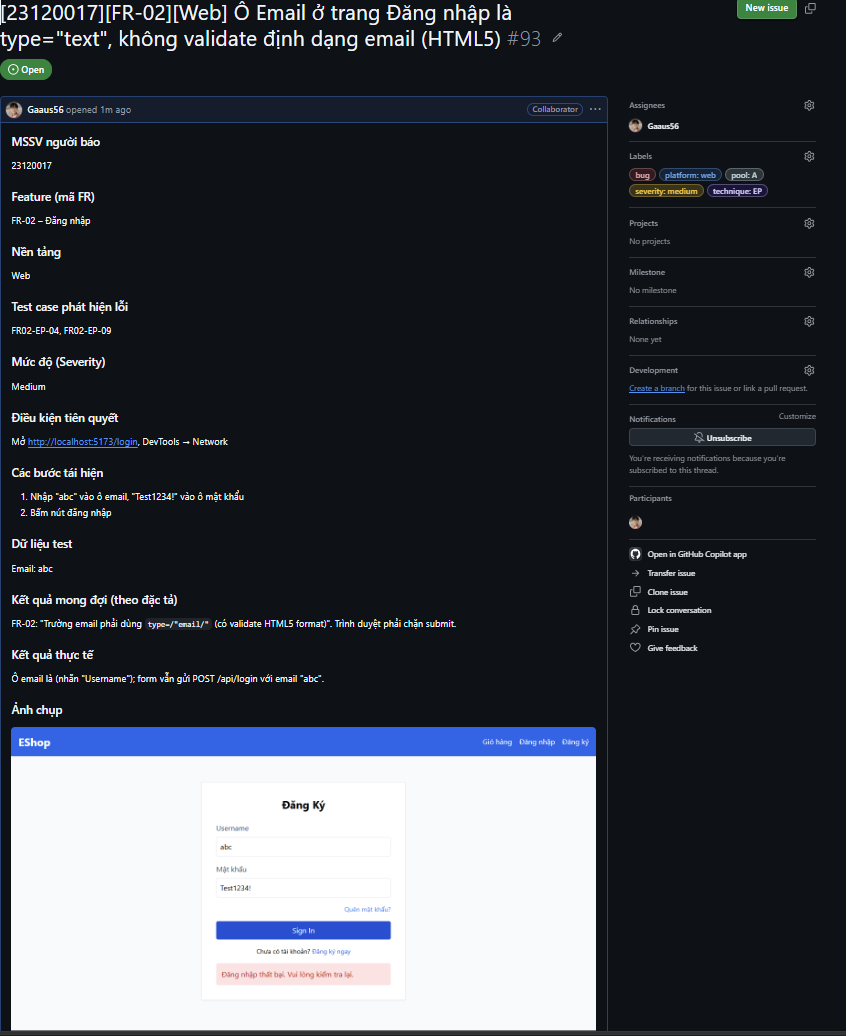 [23120017][FR-02][Web] Ô Email ở trang Đăng nhập là
type="text", không validate định dạng email (HTML5) #93
New issue
Open
Gaaus56 opened 1m ago
Collaborator
MSSV người báo
23120017
Feature (mã FR)
FR-02 – Đăng nhập
Nền tảng
Web
Test case phát hiện lỗi
FR02-EP-04, FR02-EP-09
Mức độ (Severity)
Medium
Điều kiện tiên quyết
Mở http://localhost:5173/login, DevTools → Network
Các bước tái hiện
1. Nhập "abc" vào ô email, "Test1234!" vào ô mật khẩu
2. Bấm nút đăng nhập
Dữ liệu test
Email: abc
Kết quả mong đợi (theo đặc tả)
FR-02: "Trường email phải dùng type=/"email/" (có validate HTML5 format)". Trình duyệt phải chặn submit.
Kết quả thực tế
Ô email là (nhãn "Username"); form vẫn gửi POST /api/login với email "abc".
Ảnh chụp
EShop
Giỏ hàng Đăng nhập Đăng ký
Đăng Ký
Username
abc
Mật khẩu
Test1234!
Quên mật khẩu?
Sign In
Chưa có tài khoản? Đăng ký ngay
Đăng nhập thất bại. Vui lòng kiểm tra lại.
Assignees
Gaaus56
Labels
bug platform: web pool: A
severity: medium technique: EP
Projects
No projects
Milestone
No milestone
Relationships
None yet
Development
Create a branch for this issue or link a pull request.
Notifications Customize
Unsubscribe
You're receiving notifications because you're
subscribed to this thread.
Participants
Open in GitHub Copilot app
Transfer issue
Clone issue
Lock conversation
Pin issue
Give feedback